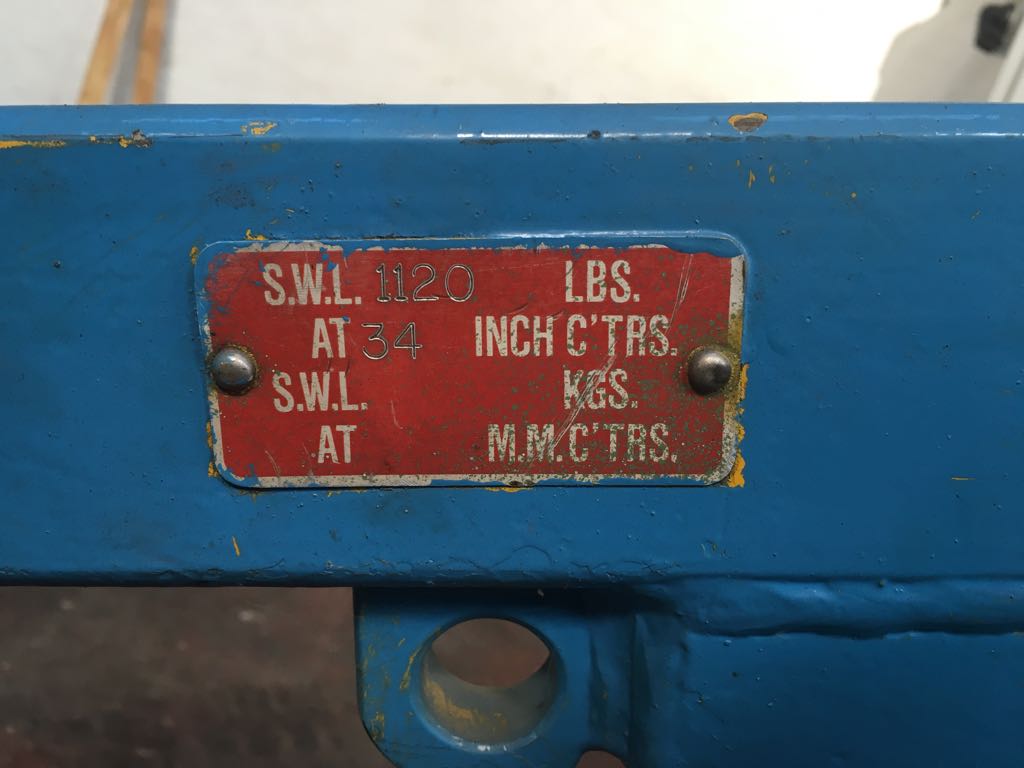 S.W.L. 1120 LBS.
AT 34 INCH C'TRS.
S.W.L. KGS.
AT M.M. C'TRS.